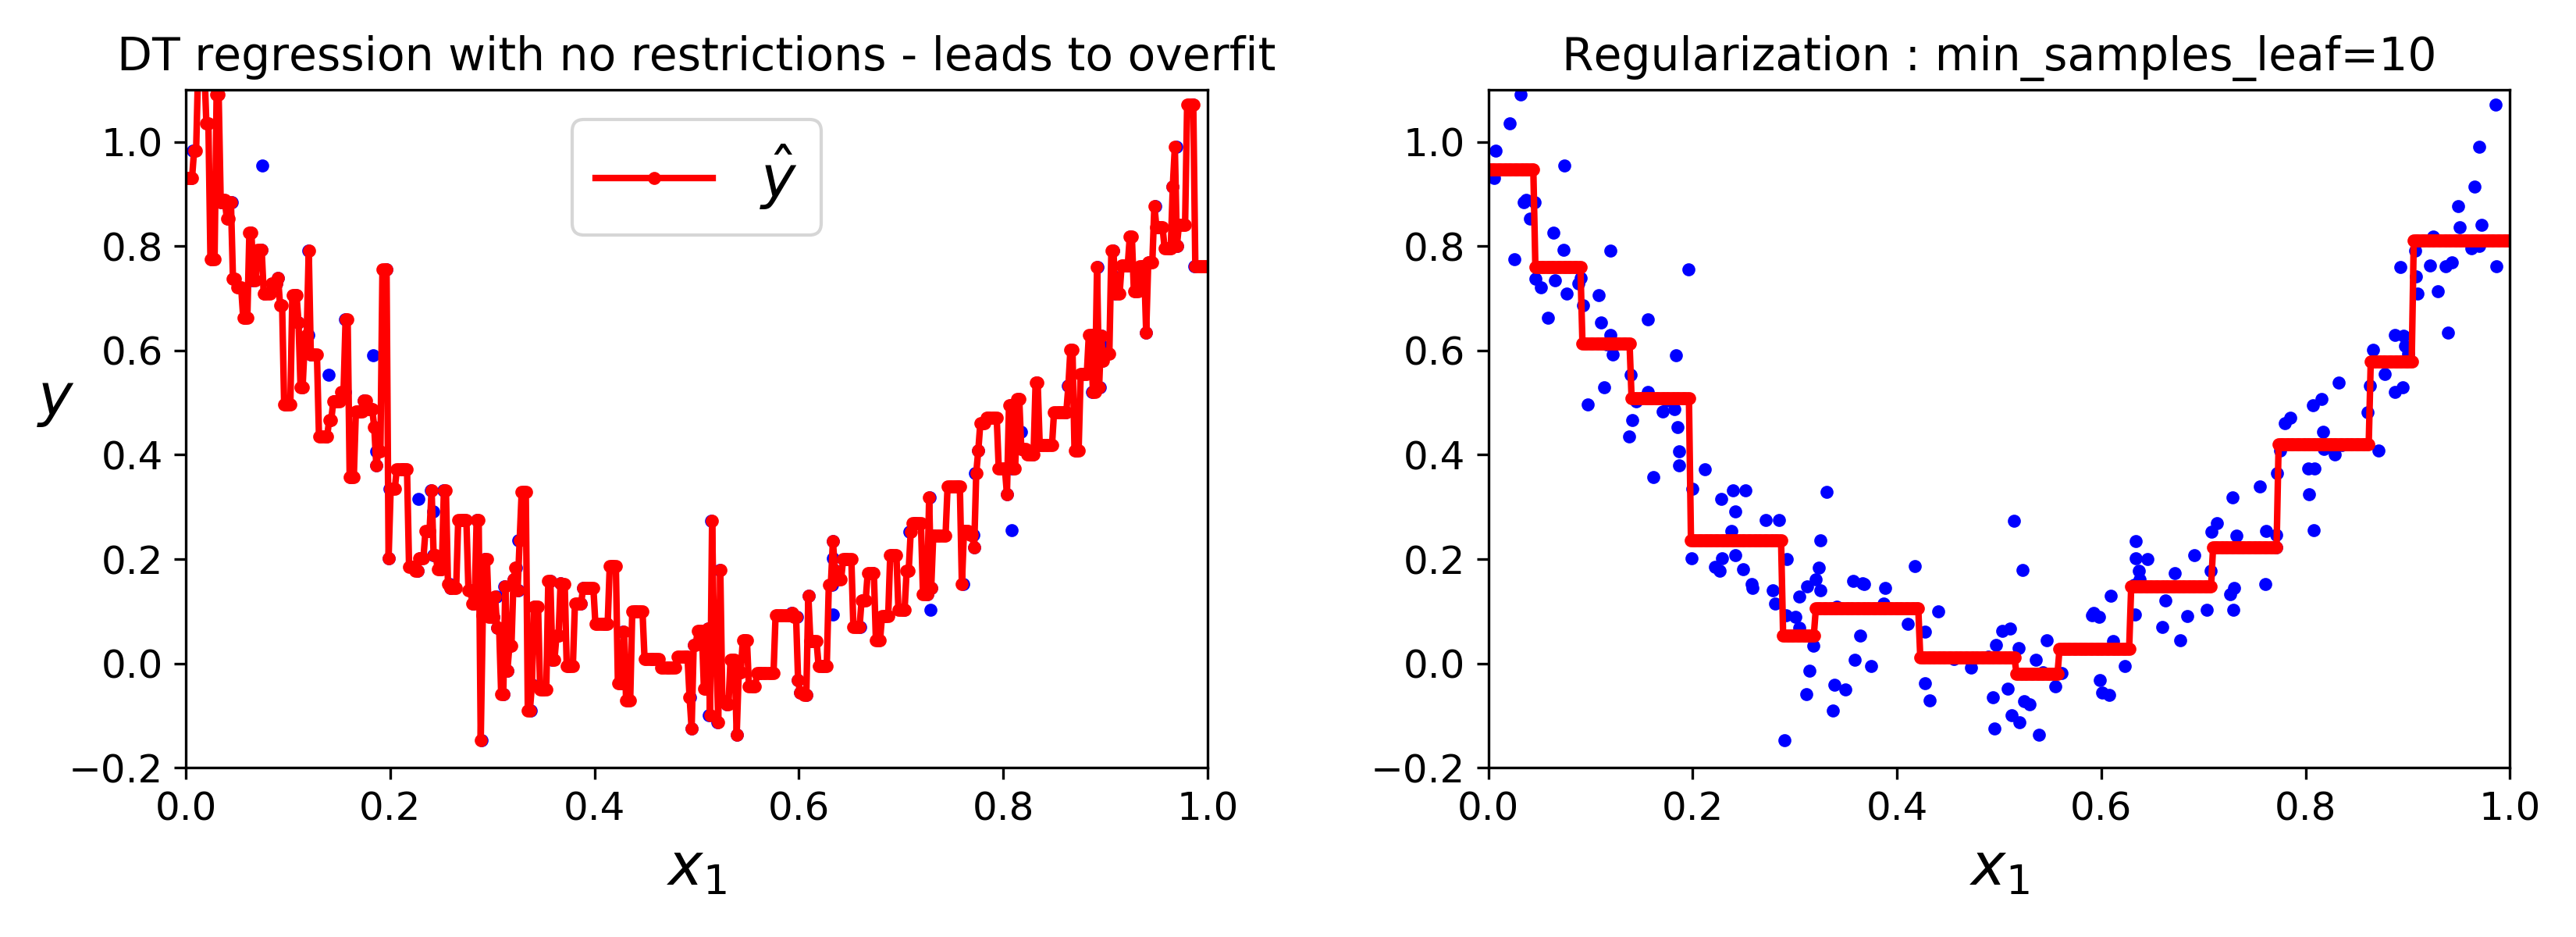 DT regression with no restrictions - leads to overfit
ŷ
y
1.0
0.8
0.6
0.4
0.2
0.0
−0.2
0.0 0.2 0.4 0.6 0.8 1.0
x₁
Regularization : min_samples_leaf=10
1.0
0.8
0.6
0.4
0.2
0.0
−0.2
0.0 0.2 0.4 0.6 0.8 1.0
x₁